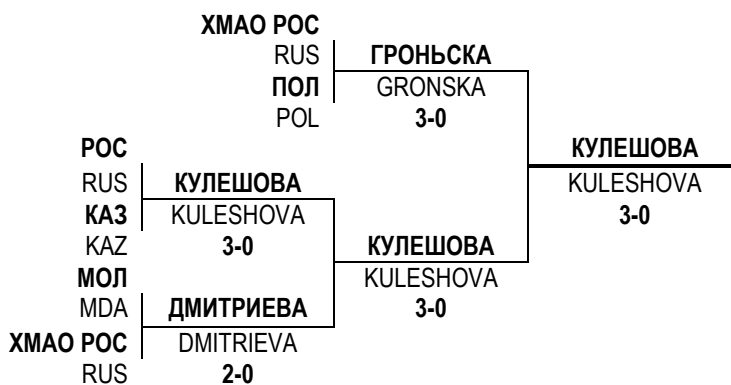 ХМАО РОС
RUS ГРОНЬСКА
ПОЛ GRONSKA
POL 3-0
РОС КУЛЕШОВА
RUS КУЛЕШОВА KULESHOVA
КАЗ KULESHOVA 3-0
KAZ 3-0 КУЛЕШОВА
МОЛ KULESHOVA
MDA ДМИТРИЕВА 3-0
ХМАО РОС DMITRIEVA
RUS 2-0